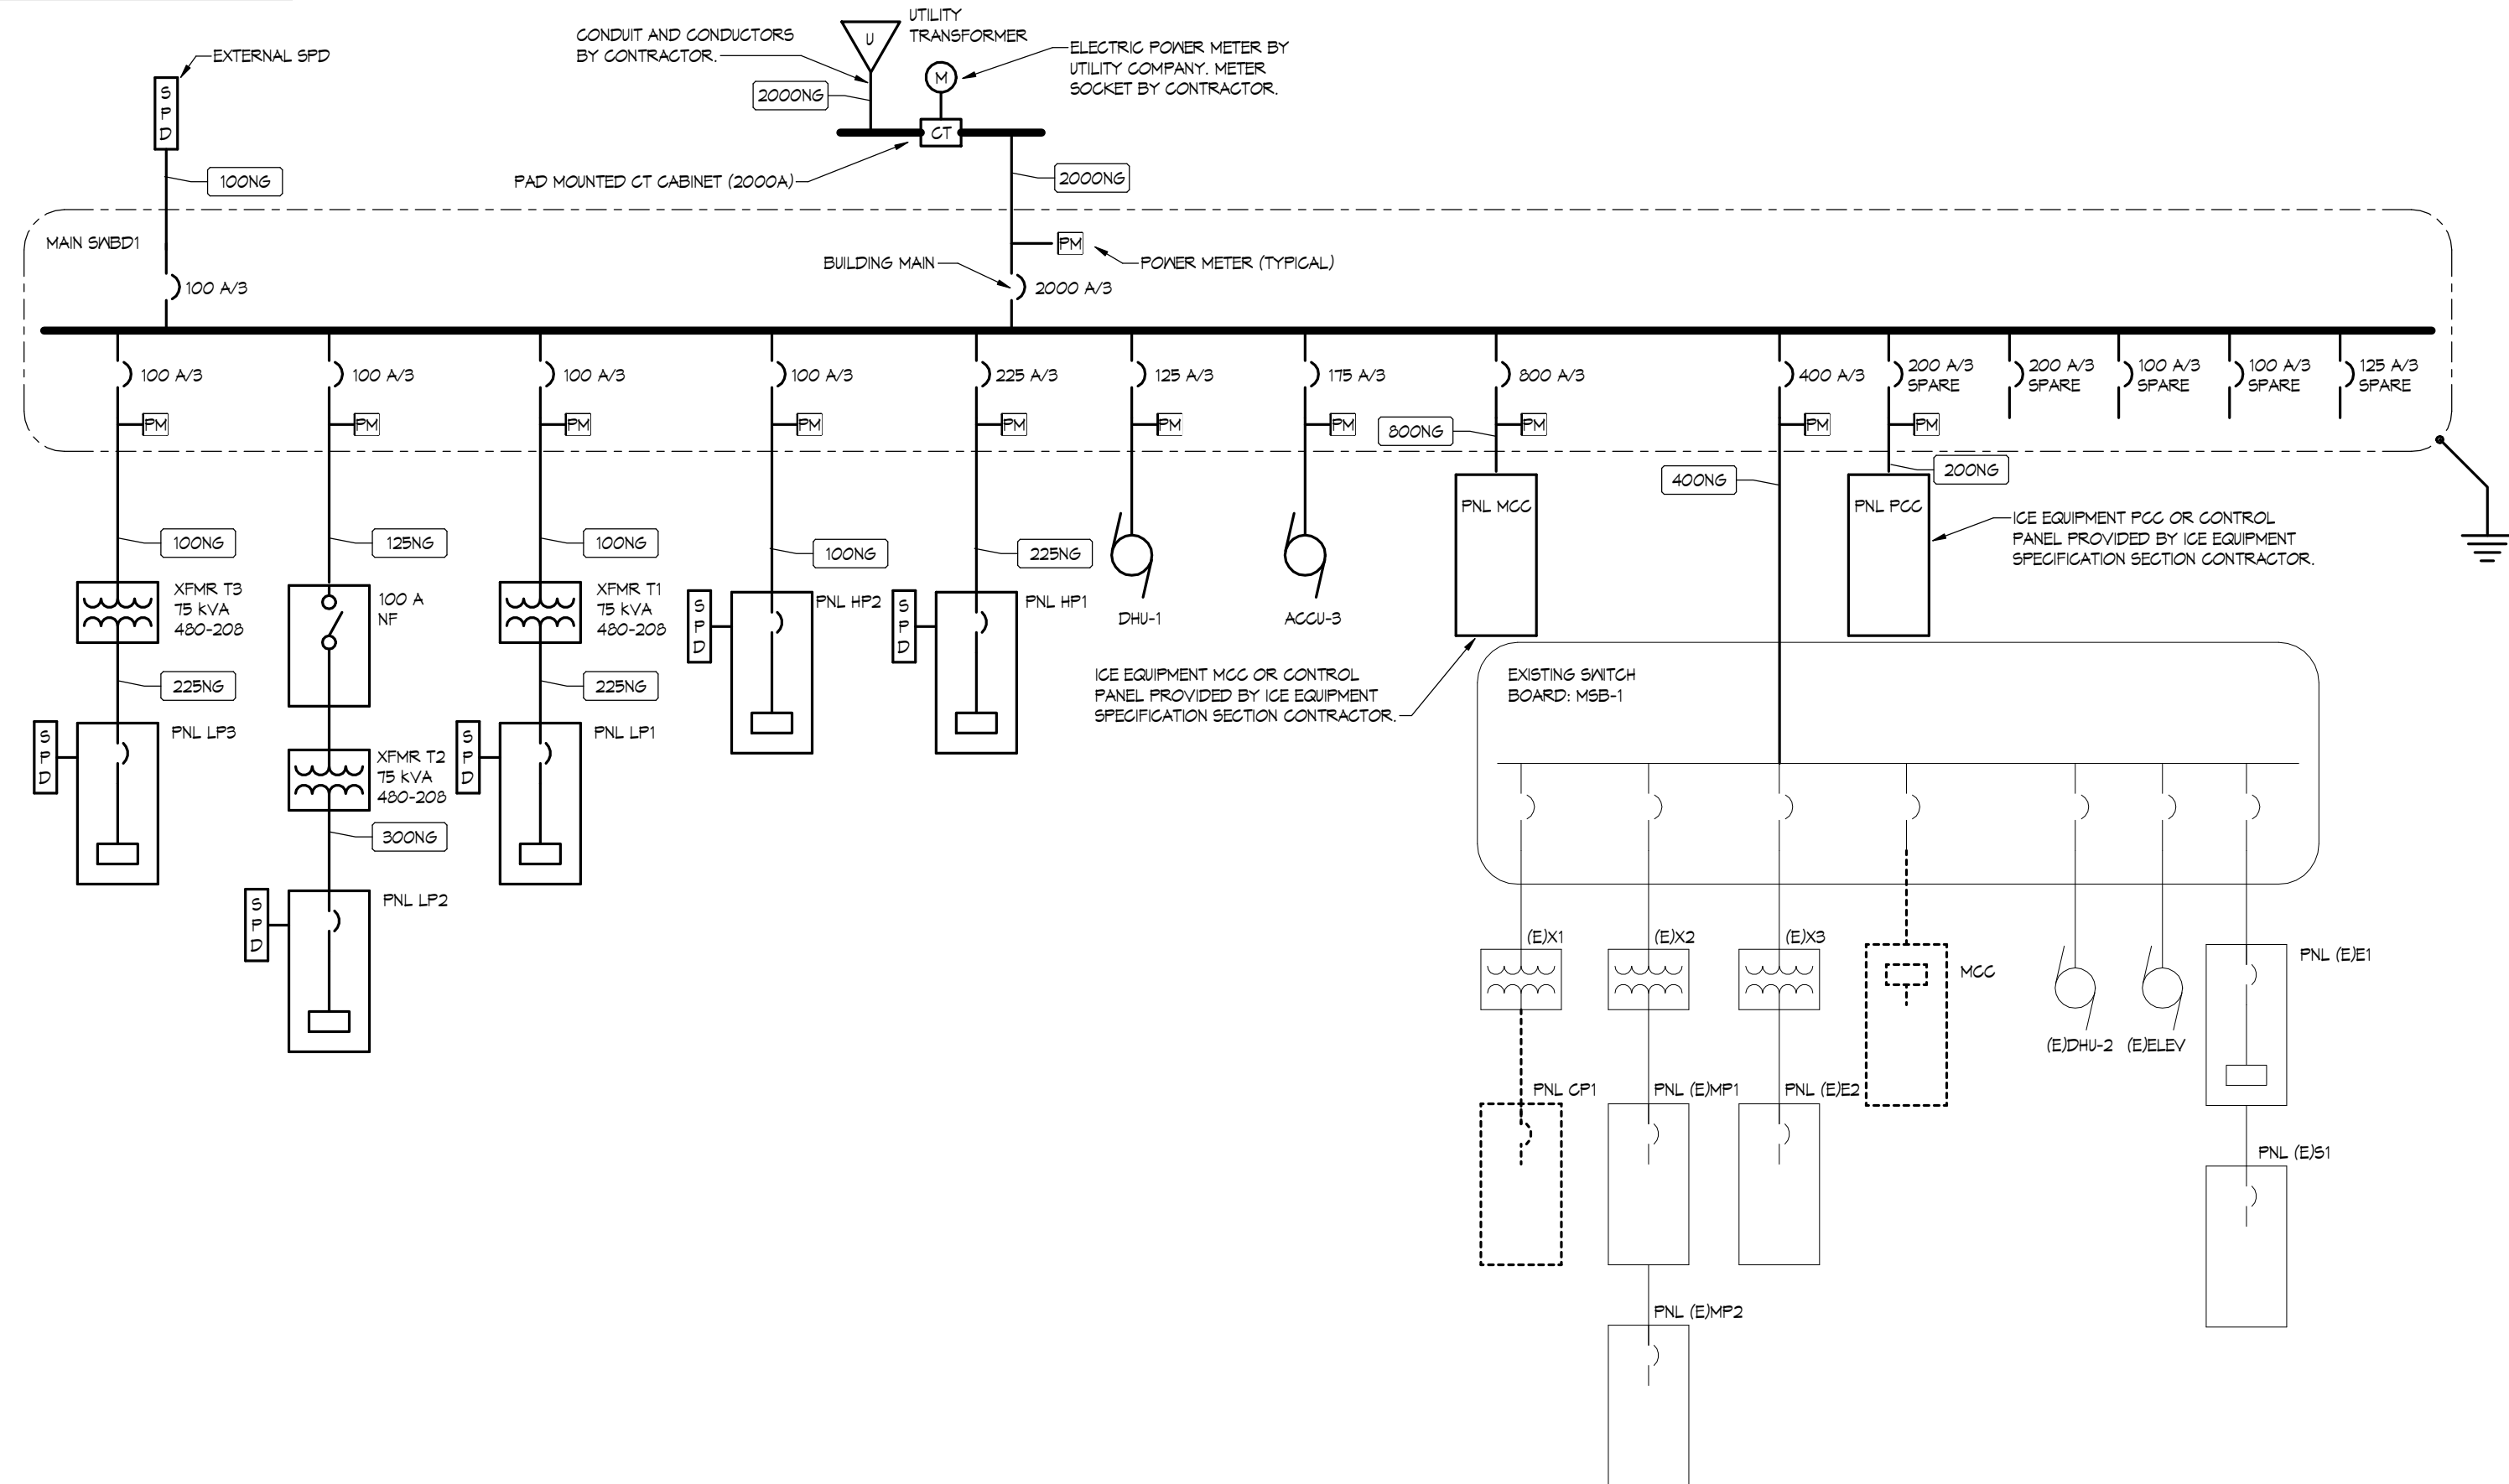 UTILITY
TRANSFORMER
U
CONDUIT AND CONDUCTORS
BY CONTRACTOR.
ELECTRIC POWER METER BY
UTILITY COMPANY. METER
SOCKET BY CONTRACTOR.
M
2000NG
CT
PAD MOUNTED CT CABINET (2000A)
2000NG
EXTERNAL SPD
SPD
100NG
MAIN SWBD1
PM
POWER METER (TYPICAL)
BUILDING MAIN
2000 A/3
100 A/3
100 A/3
100 A/3
100 A/3
100 A/3
225 A/3
125 A/3
175 A/3
800 A/3
400 A/3
200 A/3
SPARE
200 A/3
SPARE
100 A/3
SPARE
100 A/3
SPARE
125 A/3
SPARE
PM
PM
PM
PM
PM
PM
PM
PM
PM
PM
800NG
400NG
200NG
100NG
125NG
100NG
100NG
225NG
PNL MCC
PNL PCC
ICE EQUIPMENT PCC OR CONTROL
PANEL PROVIDED BY ICE EQUIPMENT
SPECIFICATION SECTION CONTRACTOR.
XFMR T3
75 kVA
480-208
100 A
NF
XFMR T1
75 kVA
480-208
SPD
PNL HP2
SPD
PNL HP1
DHU-1
ACCU-3
ICE EQUIPMENT MCC OR CONTROL
PANEL PROVIDED BY ICE EQUIPMENT
SPECIFICATION SECTION CONTRACTOR.
EXISTING SWITCH
BOARD: MSB-1
225NG
225NG
SPD
PNL LP3
XFMR T2
75 kVA
480-208
SPD
PNL LP1
300NG
SPD
PNL LP2
(E)X1
(E)X2
(E)X3
MCC
(E)DHU-2
(E)ELEV
PNL (E)E1
PNL CP1
PNL (E)MP1
PNL (E)E2
PNL (E)S1
PNL (E)MP2